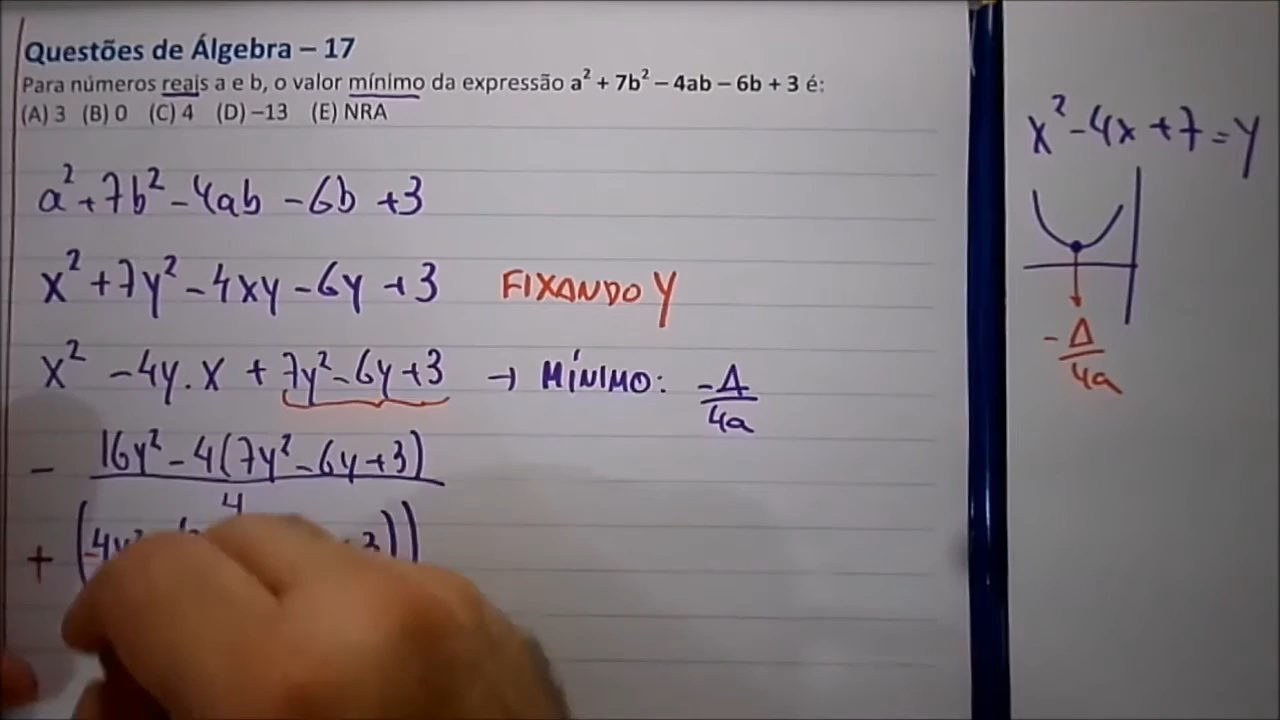 Questões de Álgebra – 17
Para números reais a e b, o valor mínimo da expressão a² + 7b² – 4ab – 6b + 3 é:
(A) 3 (B) 0 (C) 4 (D) –13 (E) NRA
a² + 7b² - 4ab - 6b + 3
x² + 7y² - 4xy - 6y + 3 FIXANDO Y
x² - 4y . x + 7y² - 6y + 3 → MÍNIMO: -Δ/4a
- 16y² - 4(7y² - 6y + 3)
4
+ (-4y² 3))
x² - 4x + 7 = y
-Δ/4a